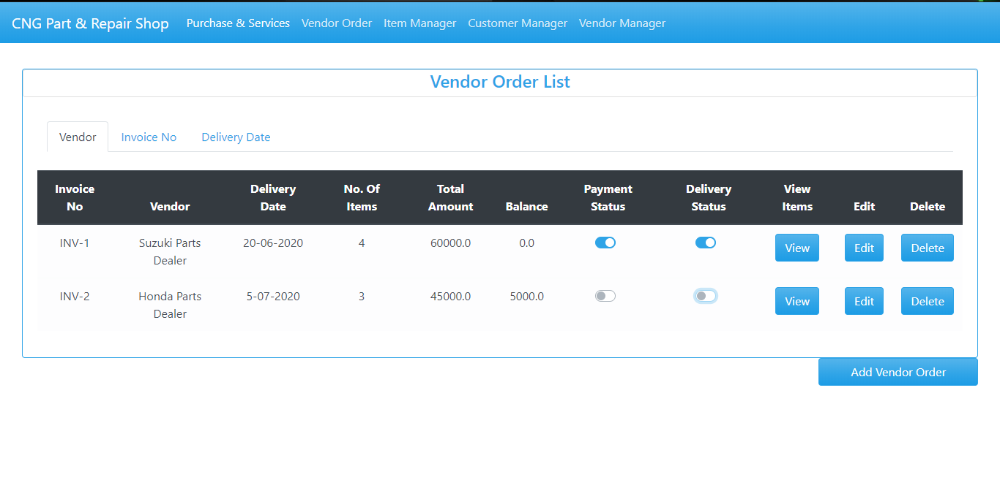 CNG Part & Repair Shop Purchase & Services Vendor Order Item Manager Customer Manager Vendor Manager
Vendor Order List
Vendor Invoice No Delivery Date
Invoice No Vendor Delivery Date No. Of Items Total Amount Balance Payment Status Delivery Status View Items Edit Delete
INV-1 Suzuki Parts Dealer 20-06-2020 4 60000.0 0.0 View Edit Delete
INV-2 Honda Parts Dealer 5-07-2020 3 45000.0 5000.0 View Edit Delete
Add Vendor Order